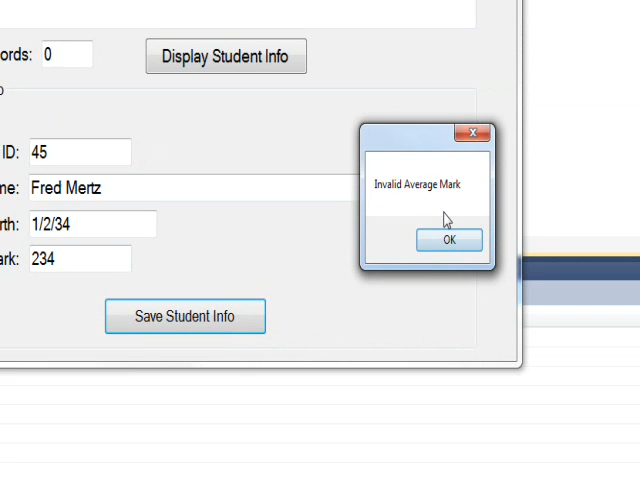 ords: 0
Display Student Info
o
ID: 45
me: Fred Mertz
rth: 1/2/34
ark: 234
Save Student Info
X
Invalid Average Mark
OK